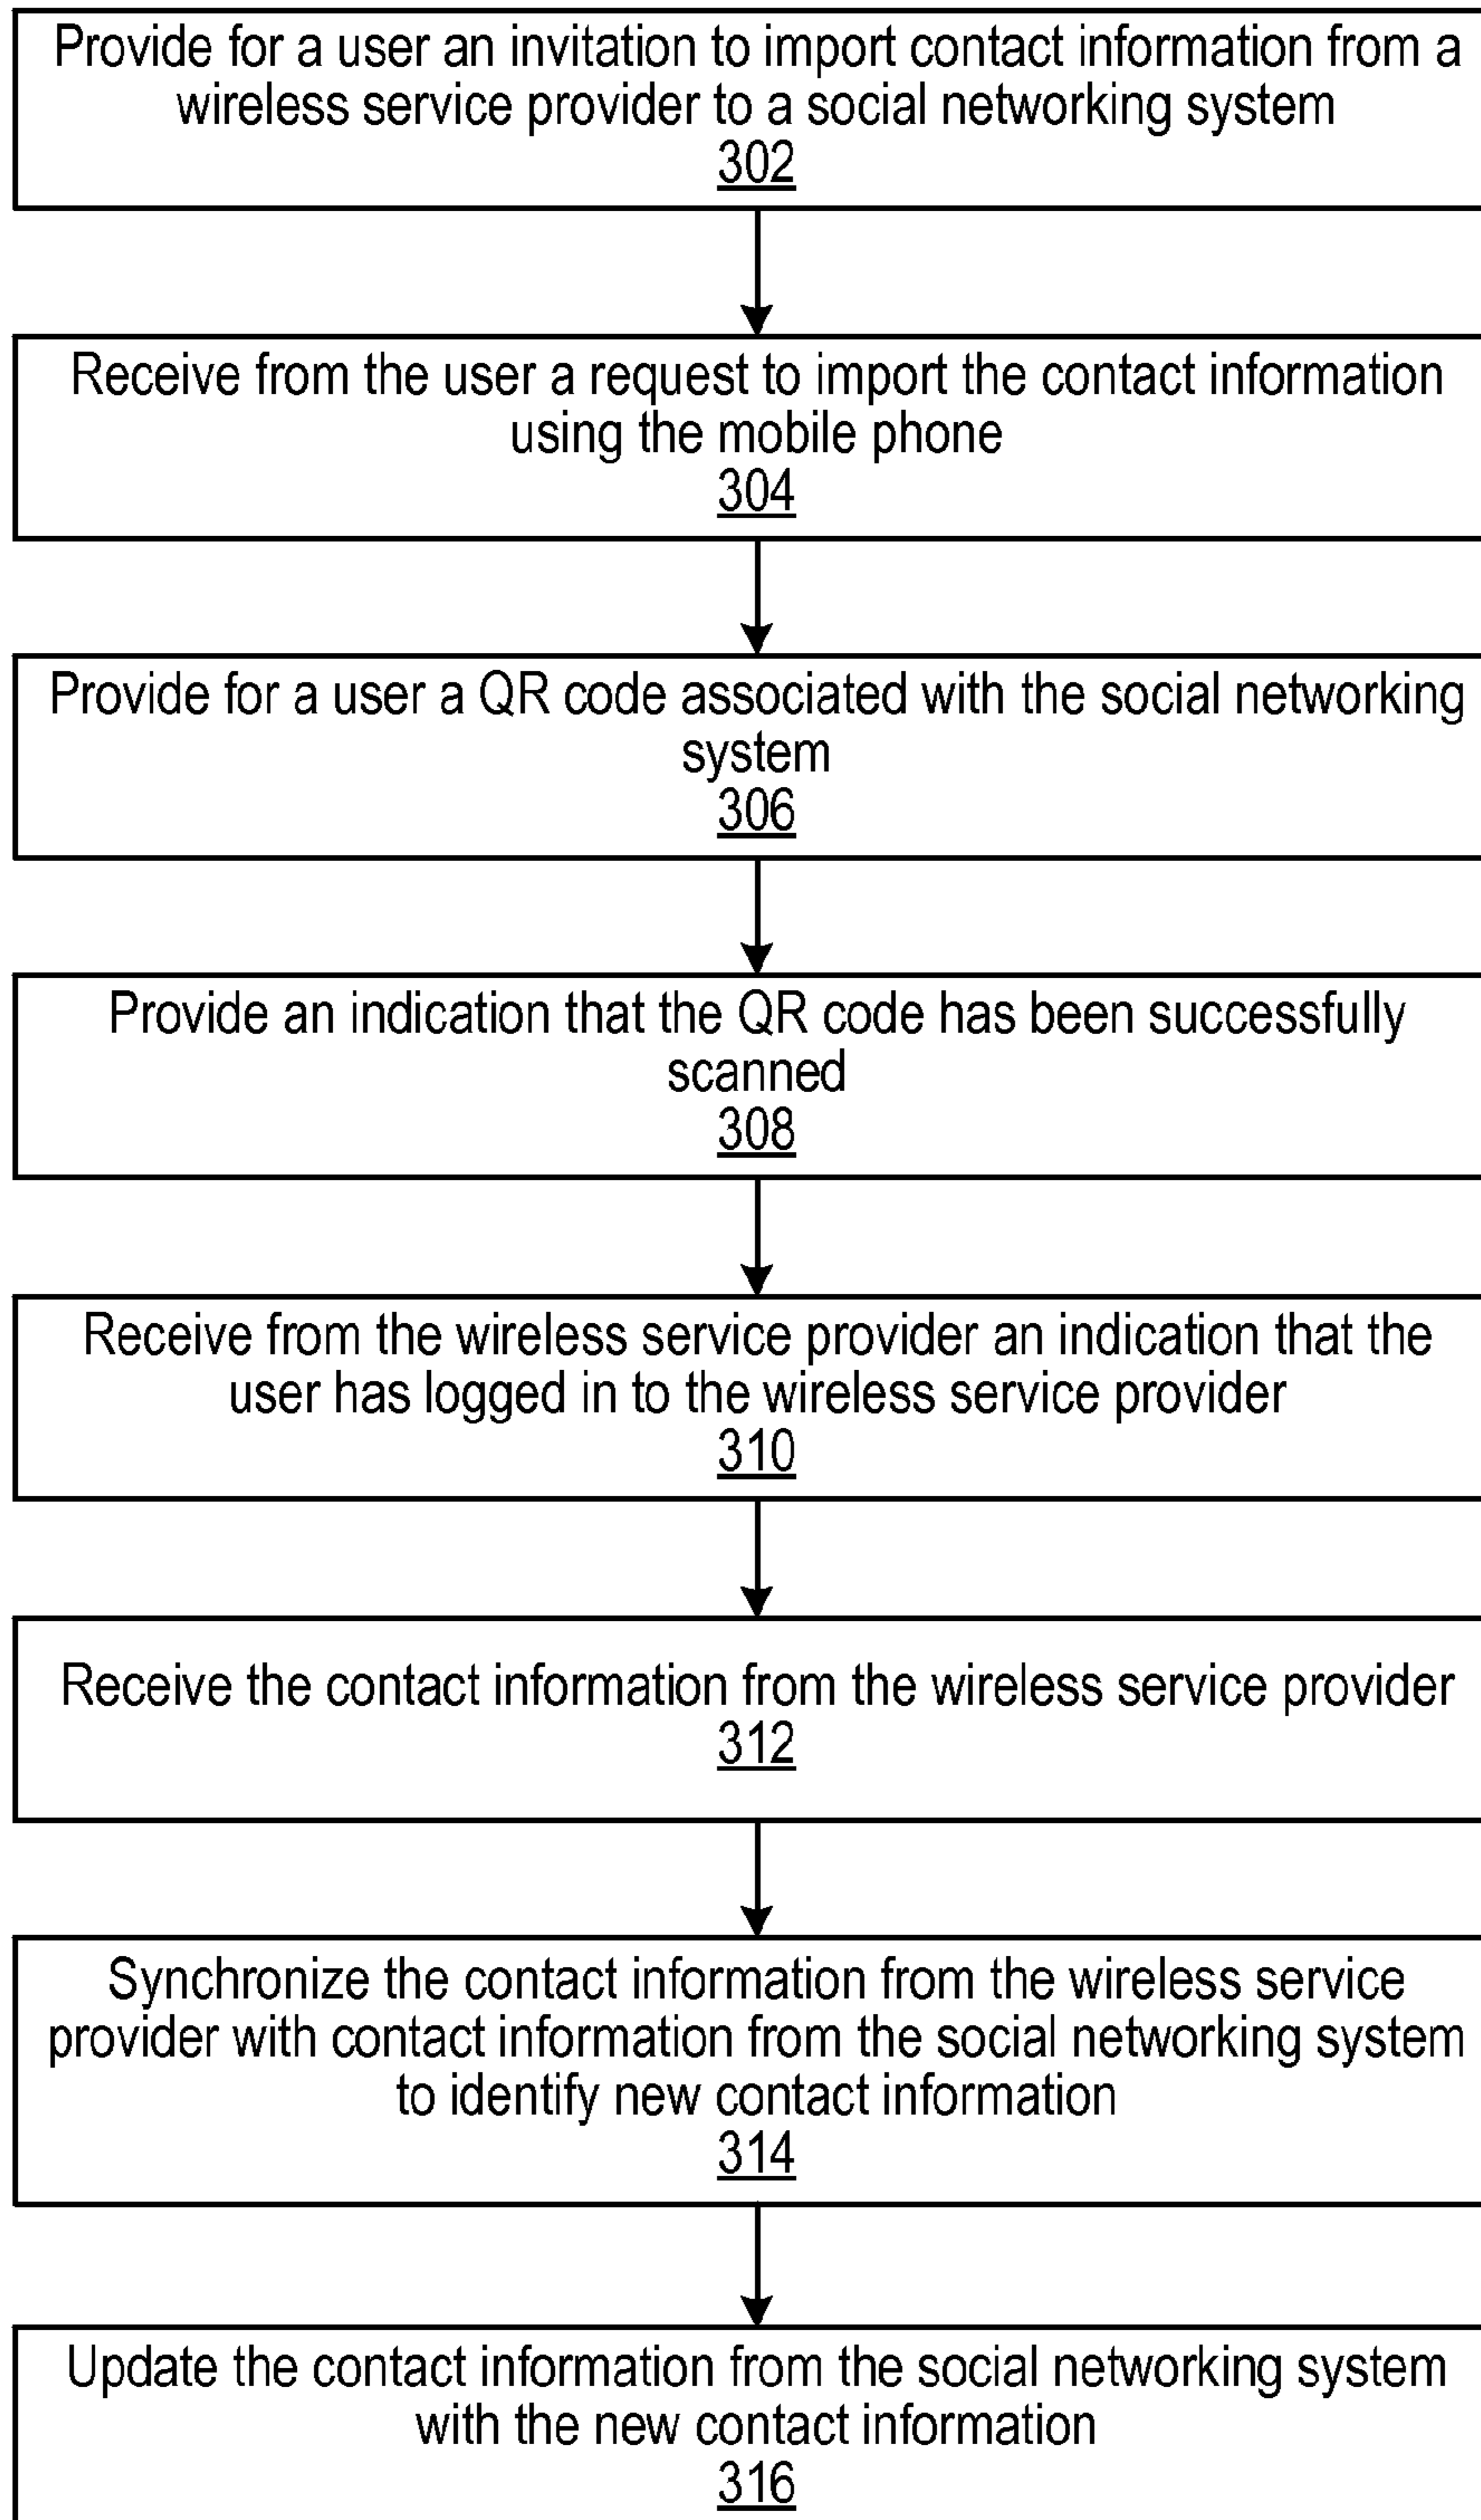 Provide for a user an invitation to import contact information from a
wireless service provider to a social networking system
302
Receive from the user a request to import the contact information
using the mobile phone
304
Provide for a user a QR code associated with the social networking
system
306
Provide an indication that the QR code has been successfully
scanned
308
Receive from the wireless service provider an indication that the
user has logged in to the wireless service provider
310
Receive the contact information from the wireless service provider
312
Synchronize the contact information from the wireless service
provider with contact information from the social networking system
to identify new contact information
314
Update the contact information from the social networking system
with the new contact information
316